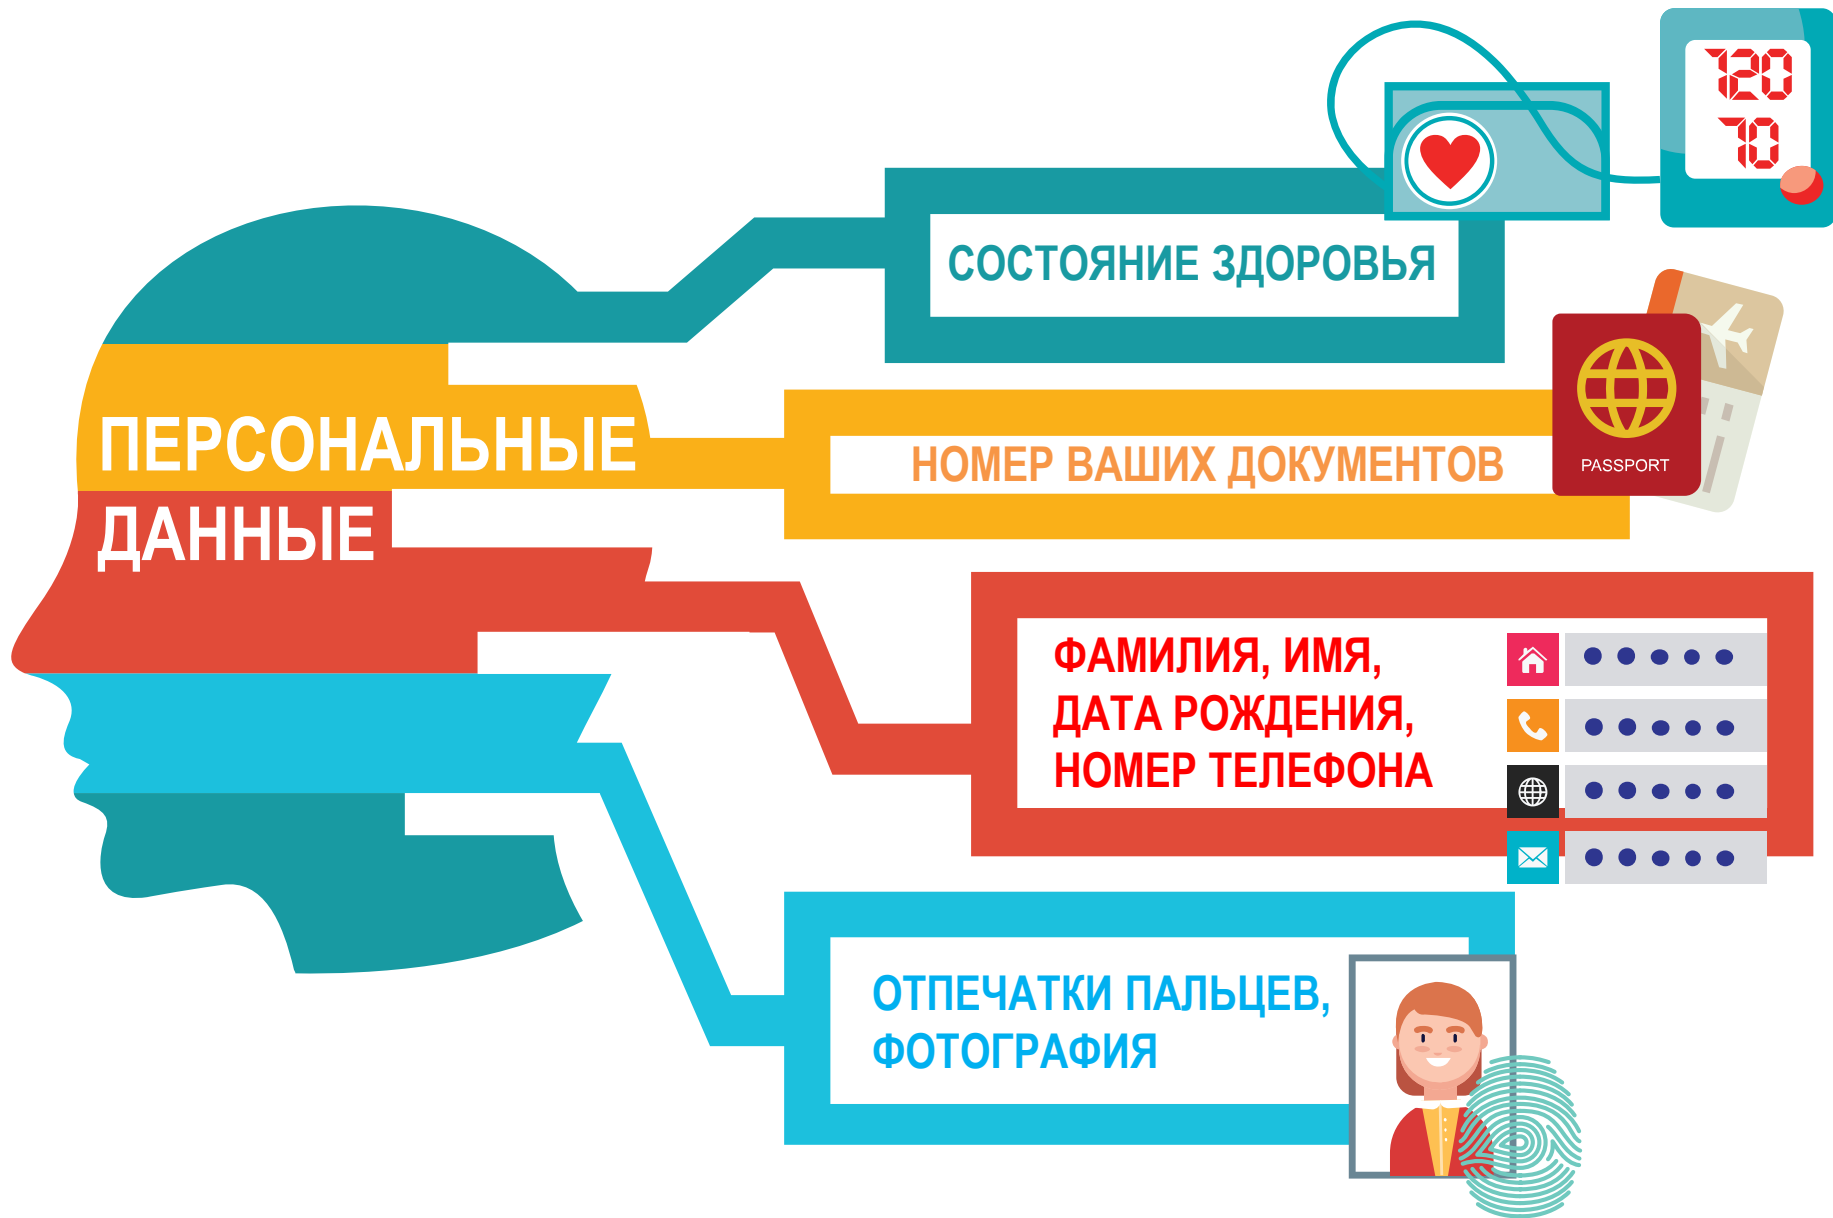 ПЕРСОНАЛЬНЫЕ
ДАННЫЕ
120
70
СОСТОЯНИЕ ЗДОРОВЬЯ
НОМЕР ВАШИХ ДОКУМЕНТОВ
PASSPORT
ФАМИЛИЯ, ИМЯ,
ДАТА РОЖДЕНИЯ,
НОМЕР ТЕЛЕФОНА
ОТПЕЧАТКИ ПАЛЬЦЕВ,
ФОТОГРАФИЯ